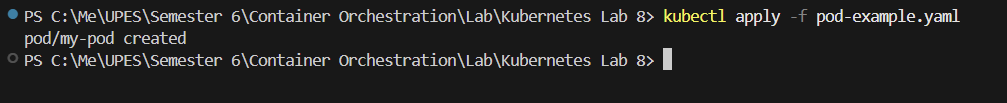 PS C:\Me\UPES\Semester 6\Container Orchestration\Lab\Kubernetes Lab 8> kubectl apply -f pod-example.yaml
pod/my-pod created
PS C:\Me\UPES\Semester 6\Container Orchestration\Lab\Kubernetes Lab 8>